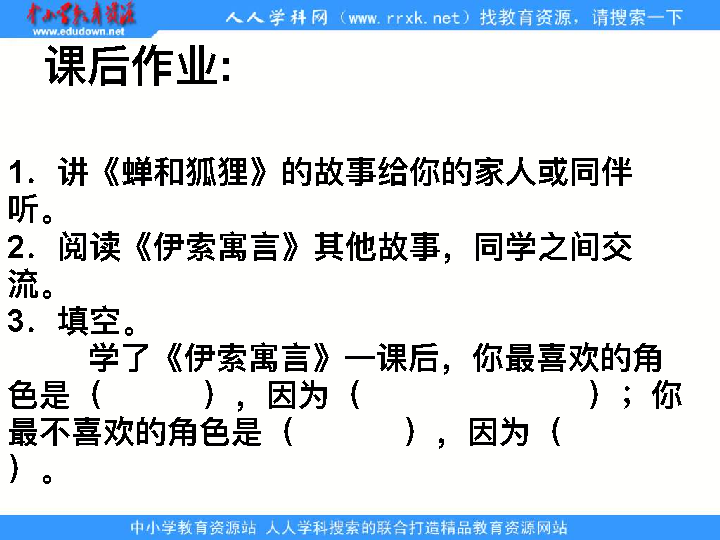 中小学教育资源
www.edudown.net
人人学科网（www.rrxk.net）找教育资源，请搜索一下
课后作业:
1．讲《蝉和狐狸》的故事给你的家人或同伴
听。
2．阅读《伊索寓言》其他故事，同学之间交
流。
3．填空。
学了《伊索寓言》一课后，你最喜欢的角
色是（　　　），因为（　　　　　　　）；你
最不喜欢的角色是（　　　），因为（
）。
中小学教育资源站 人人学科搜索的联合打造精品教育资源网站